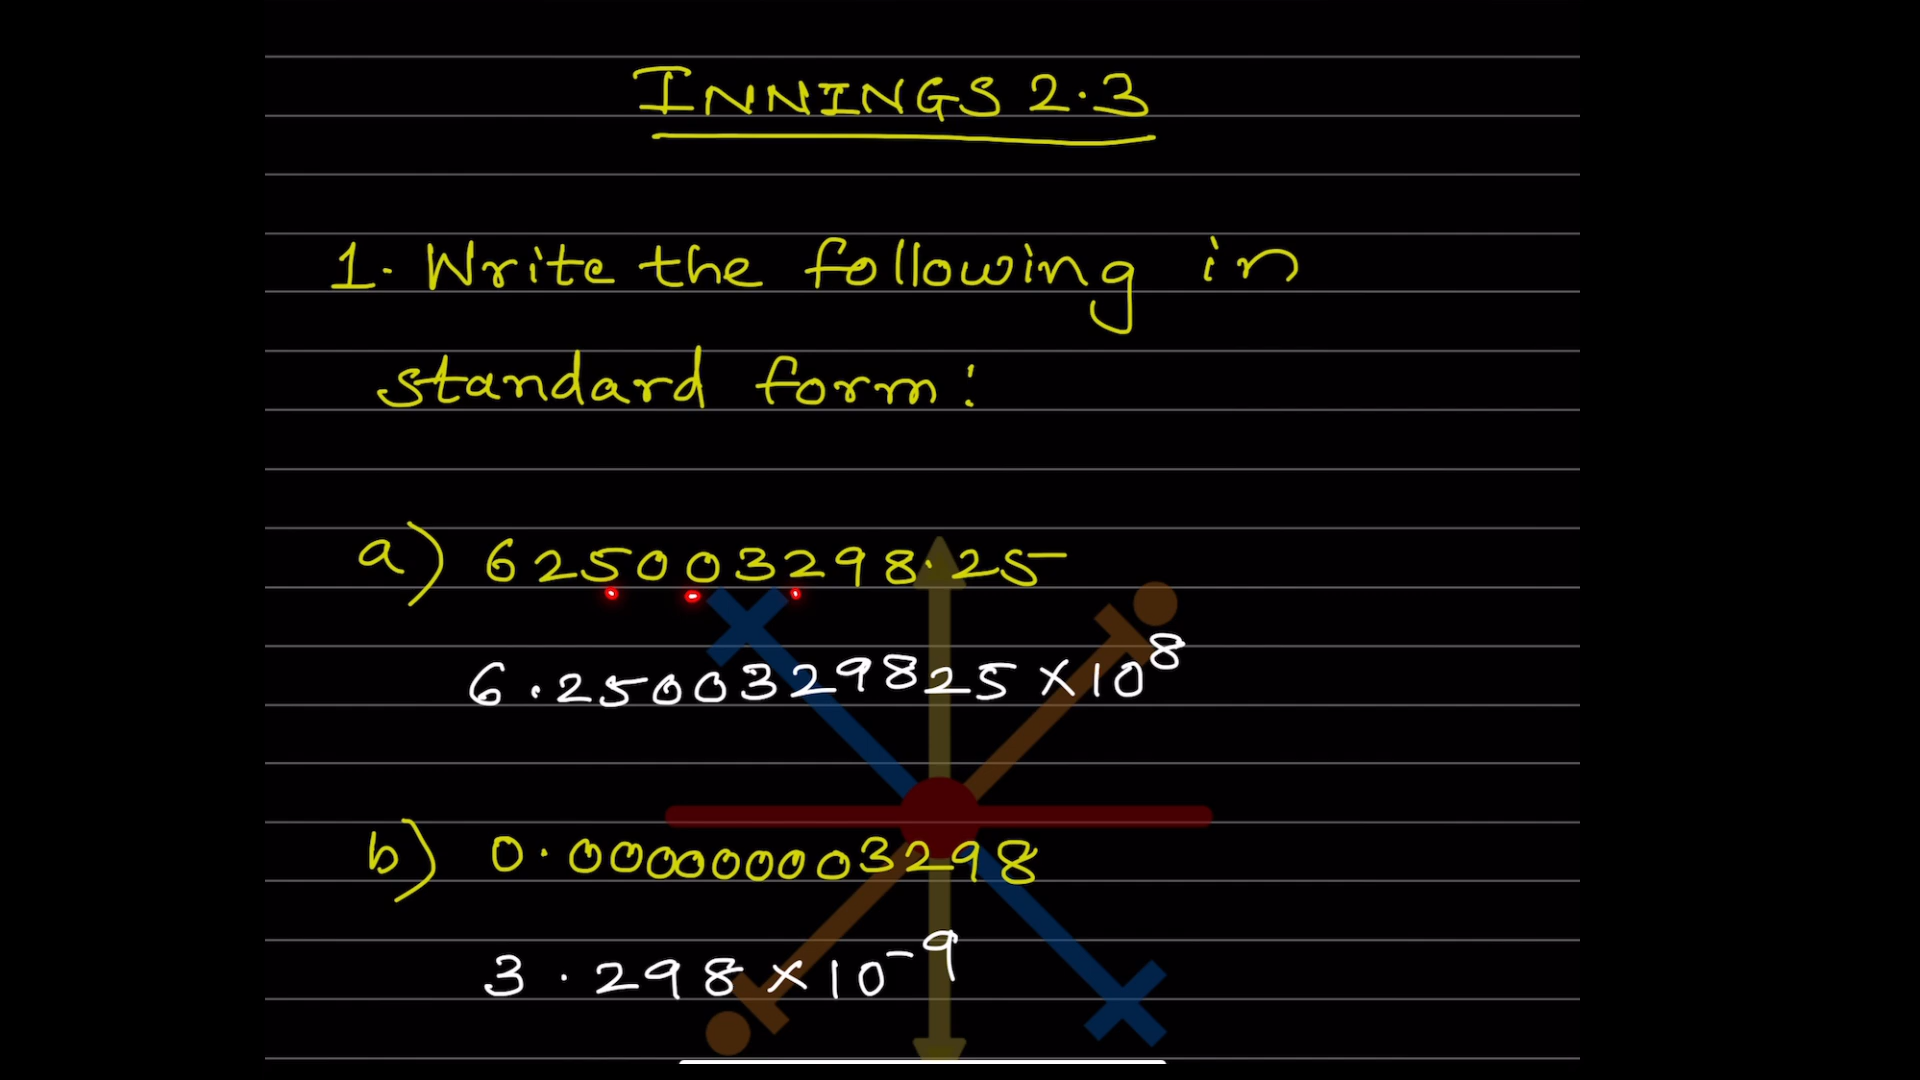 INNINGS 2.3
1. Write the following in
standard form:
a) 625003298.25
6.2500329825 × 10⁸
b) 0.000000003298
3.298 × 10⁻⁹